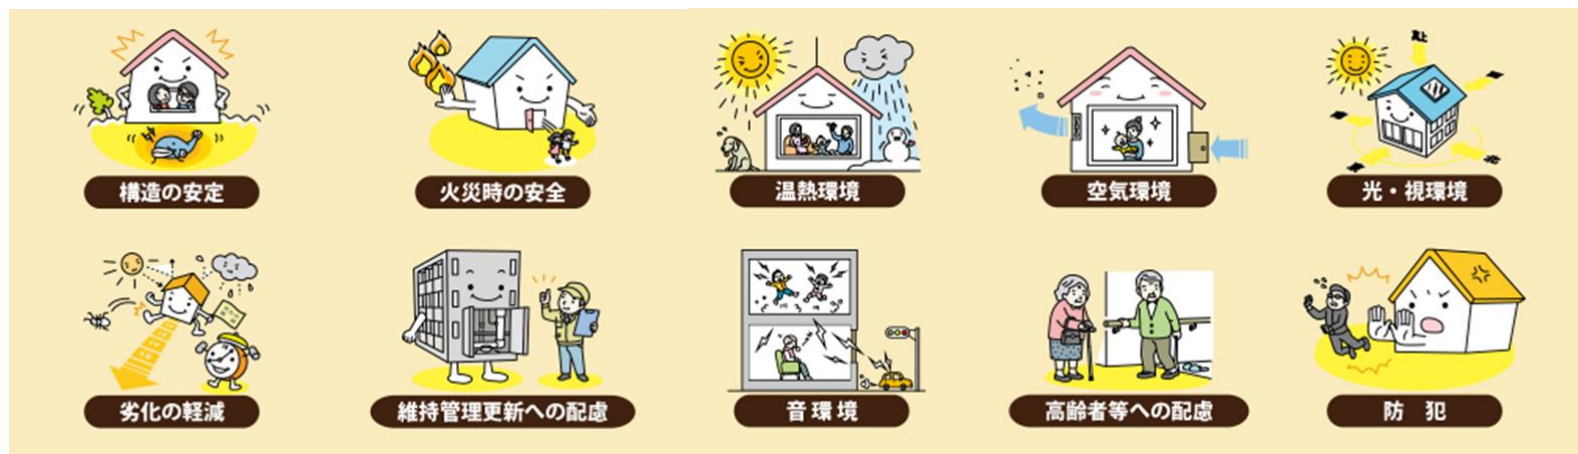 構造の安定
火災時の安全
温熱環境
空気環境
光・視環境
劣化の軽減
維持管理更新への配慮
音環境
高齢者等への配慮
防 犯